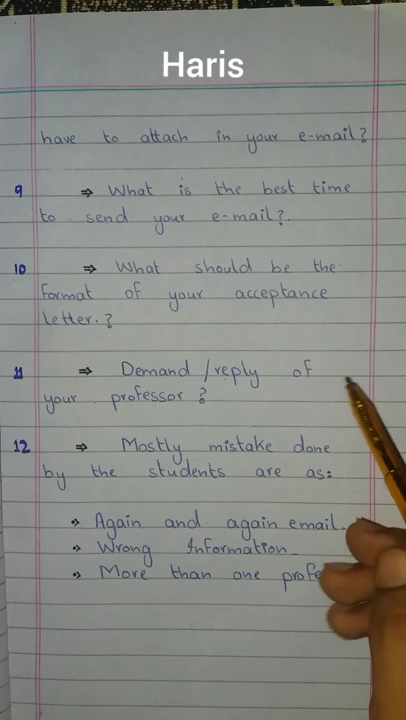 Haris
have to attach in your e-mail?
9 ⇒ What is the best time
to send your e-mail?
10 ⇒ What should be the
format of your acceptance
letter.?
11 ⇒ Demand/reply of
your professor?
12 ⇒ Mostly mistake done
by the students are as:
Again and again email.
Wrong Information
More than one